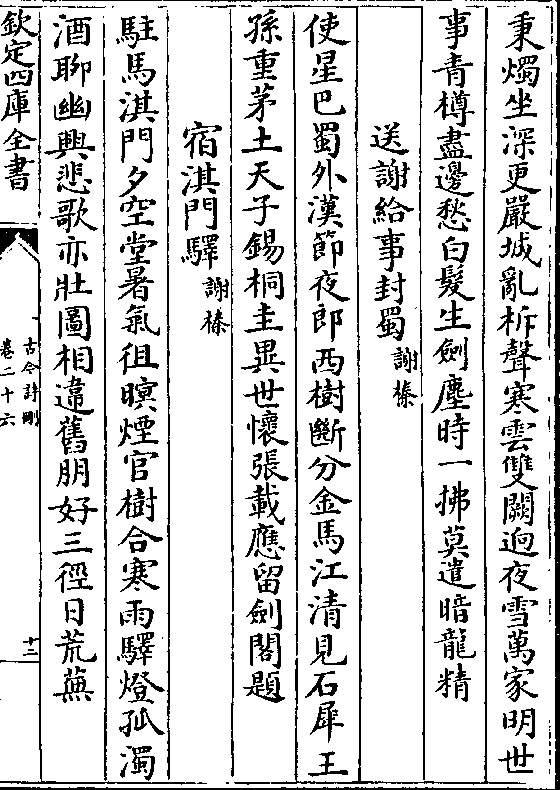 秉燭坐深更嚴城亂柝聲寒雲雙闕逈夜雪萬家明世
事青樽盡邊愁白髮生劍塵時一拂莫遣暗龍精
送謝給事封蜀謝榛
使星巴蜀外漢節夜郎西樹斷分金馬江清見石犀王
孫重茅土天子錫桐圭異世懷張載應留劍閣題
宿淇門驛謝榛
駐馬淇門夕空堂暑氣徂暝煙官樹合寒雨驛燈孤濁
酒聊幽興悲歌亦壯圖相違舊朋好三徑日荒蕪
欽定四庫全書
古今詩刪
卷二十六
十二